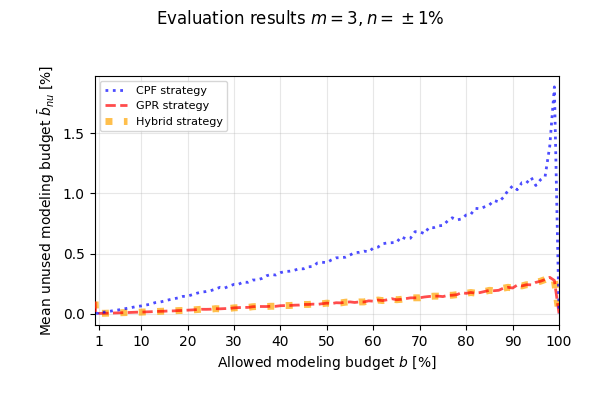 Evaluation results m = 3, n = ±1%
Mean unused modeling budget b̄_nu [%]
CPF strategy
GPR strategy
Hybrid strategy
1.5
1.0
0.5
0.0
1 10 20 30 40 50 60 70 80 90 100
Allowed modeling budget b [%]